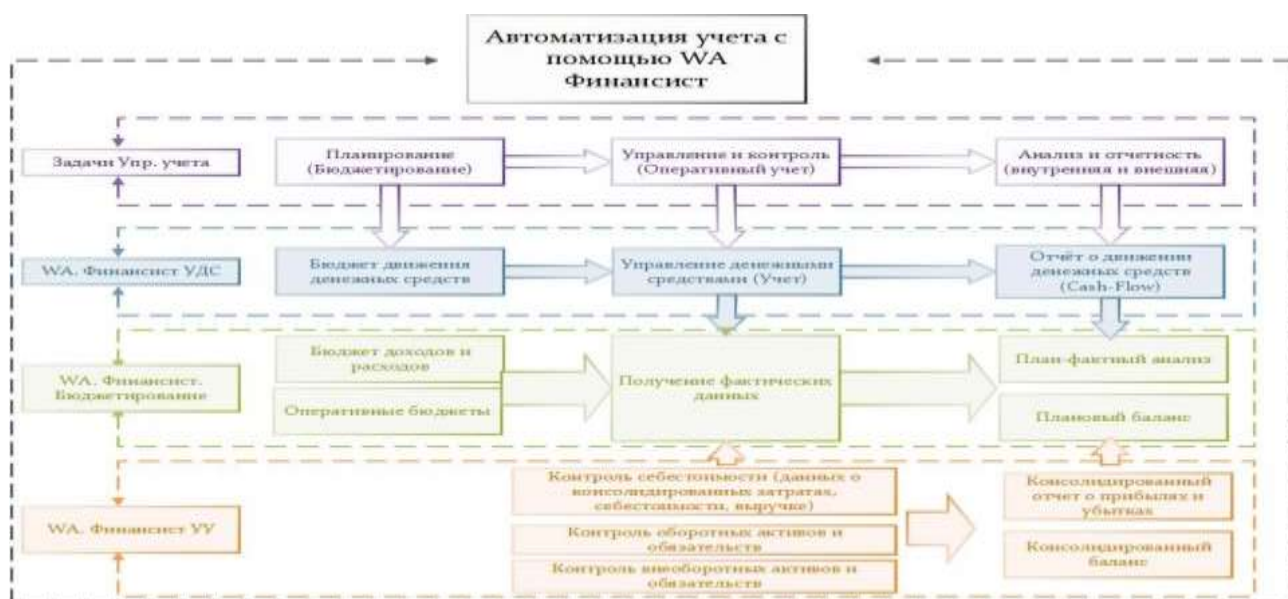 Автоматизация учета с
помощью WA
Финансист
Задачи Упр. учета
Планирование
(Бюджетирование)
Управление и контроль
(Оперативный учет)
Анализ и отчетность
(внутренняя и внешняя)
WA. Финансист УДС
Бюджет движения
денежных средств
Управление денежными
средствами (Учет)
Отчёт о движении
денежных средств
(Cash-Flow)
WA. Финансист.
Бюджетирование
Бюджет доходов и
расходов
Оперативные бюджеты
Получение фактических
данных
План-фактный анализ
Плановый баланс
WA. Финансист УУ
Контроль себестоимости (данных о
консолидированных затратах,
себестоимости, выручке)
Контроль оборотных активов и
обязательств
Контроль внеоборотных активов и
обязательств
Консолидированный
отчет о прибылях и
убытках
Консолидированный
баланс